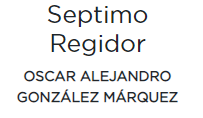 Septimo
Regidor
OSCAR ALEJANDRO
GONZÁLEZ MÁRQUEZ